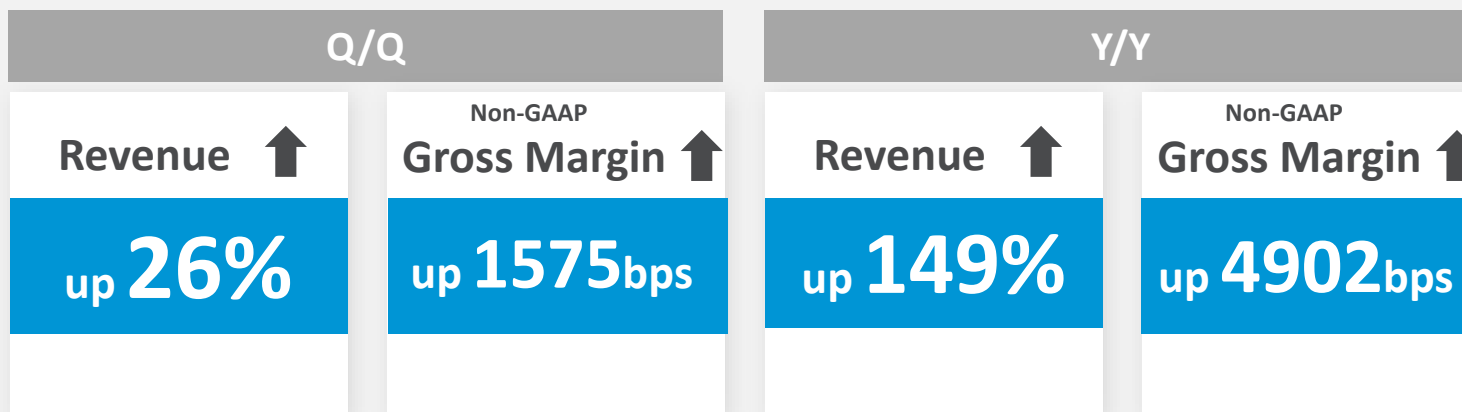 Q/Q
Y/Y
Revenue
Non-GAAP
Gross Margin
Revenue
Non-GAAP
Gross Margin
up 26%
up 1575bps
up 149%
up 4902bps